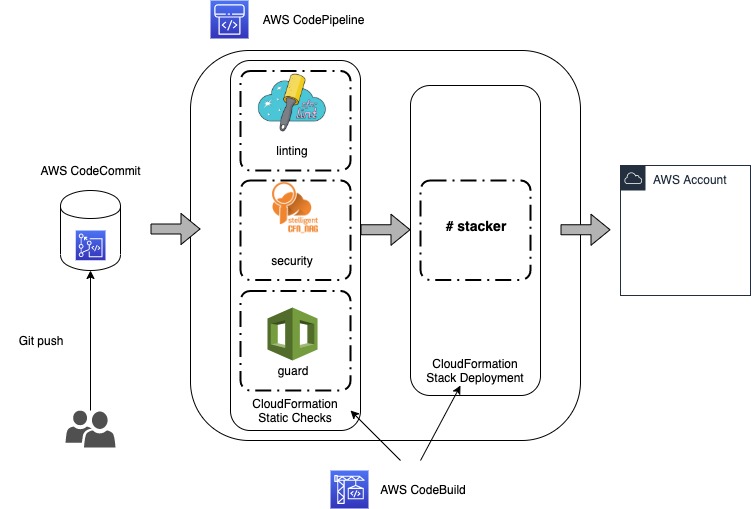 AWS CodePipeline
AWS CodeCommit
Git push
cfn
lint
linting
stelligent
CFN_NAG
security
guard
CloudFormation
Static Checks
# stacker
CloudFormation
Stack Deployment
AWS Account
AWS CodeBuild